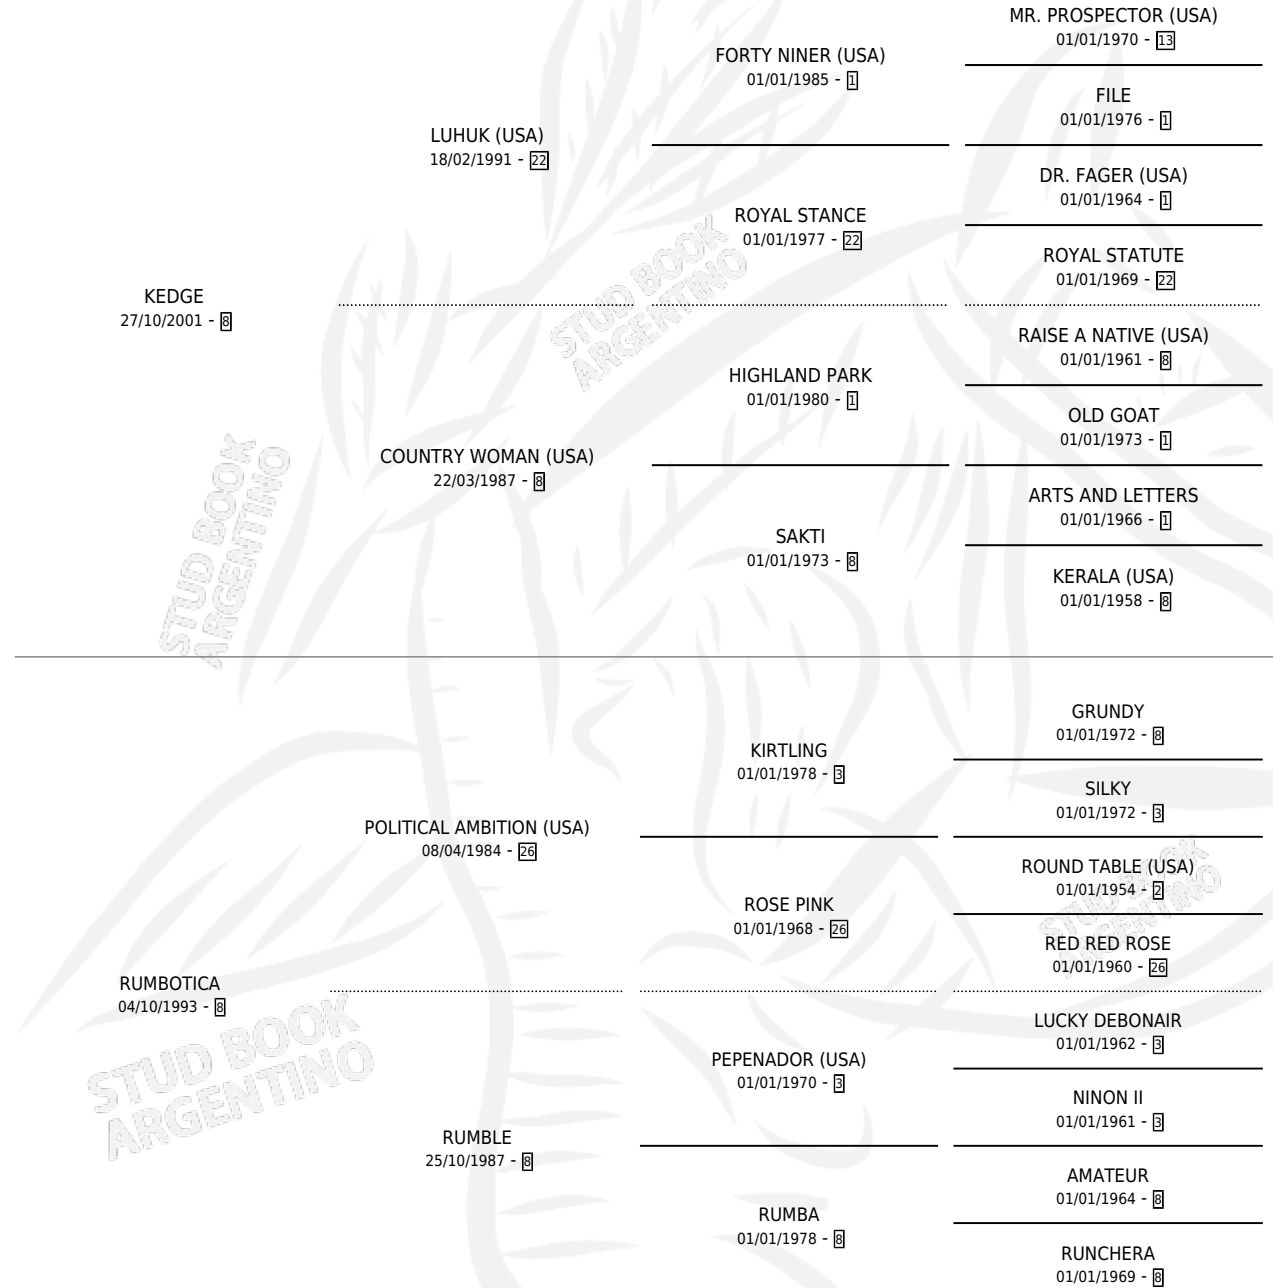 MR. PROSPECTOR (USA)
01/01/1970 - 13
FORTY NINER (USA)
01/01/1985 - 1
FILE
01/01/1976 - 1
LUHUK (USA)
18/02/1991 - 22
DR. FAGER (USA)
01/01/1964 - 1
ROYAL STANCE
01/01/1977 - 22
ROYAL STATUTE
01/01/1969 - 22
KEDGE
27/10/2001 - 8
STUD BOOK
ARGENTINO
RAISE A NATIVE (USA)
01/01/1961 - 8
HIGHLAND PARK
01/01/1980 - 1
OLD GOAT
01/01/1973 - 1
COUNTRY WOMAN (USA)
22/03/1987 - 8
ARTS AND LETTERS
01/01/1966 - 1
SAKTI
01/01/1973 - 8
KERALA (USA)
01/01/1958 - 8
STUD BOOK
ARGENTINO
GRUNDY
01/01/1972 - 8
KIRTLING
01/01/1978 - 3
SILKY
01/01/1972 - 3
POLITICAL AMBITION (USA)
08/04/1984 - 26
ROUND TABLE (USA)
01/01/1954 - 2
ROSE PINK
01/01/1968 - 26
RED RED ROSE
01/01/1960 - 26
STUD BOOK
ARGENTINO
RUMBOTICA
04/10/1993 - 8
LUCKY DEBONAIR
01/01/1962 - 3
PEPENADOR (USA)
01/01/1970 - 3
NINON II
01/01/1961 - 3
STUD BOOK
ARGENTINO
RUMBLE
25/10/1987 - 8
AMATEUR
01/01/1964 - 8
RUMBA
01/01/1978 - 8
RUNCHERA
01/01/1969 - 8